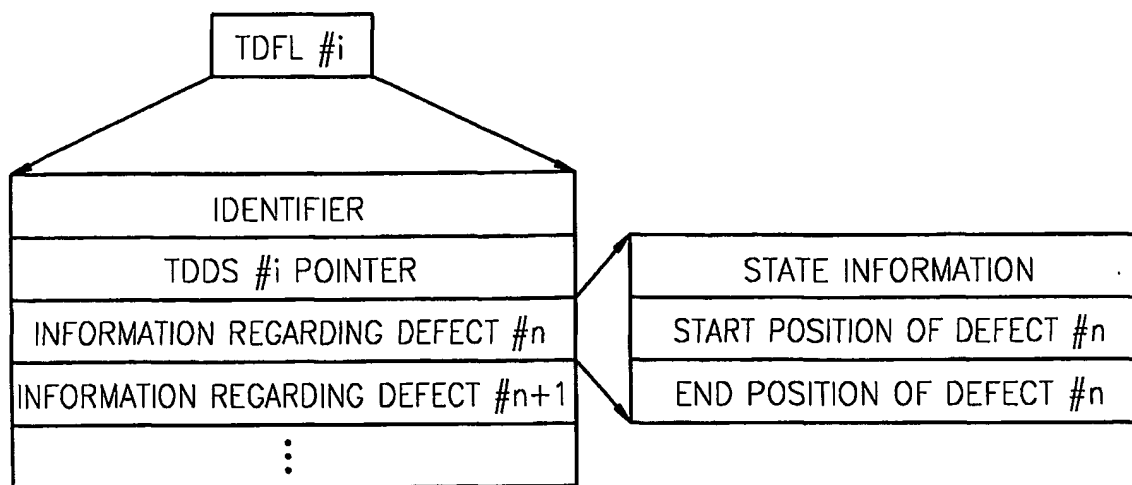 TDFL #i
IDENTIFIER
TDDS #i POINTER
INFORMATION REGARDING DEFECT #n
INFORMATION REGARDING DEFECT #n+1
⋮
STATE INFORMATION
START POSITION OF DEFECT #n
END POSITION OF DEFECT #n